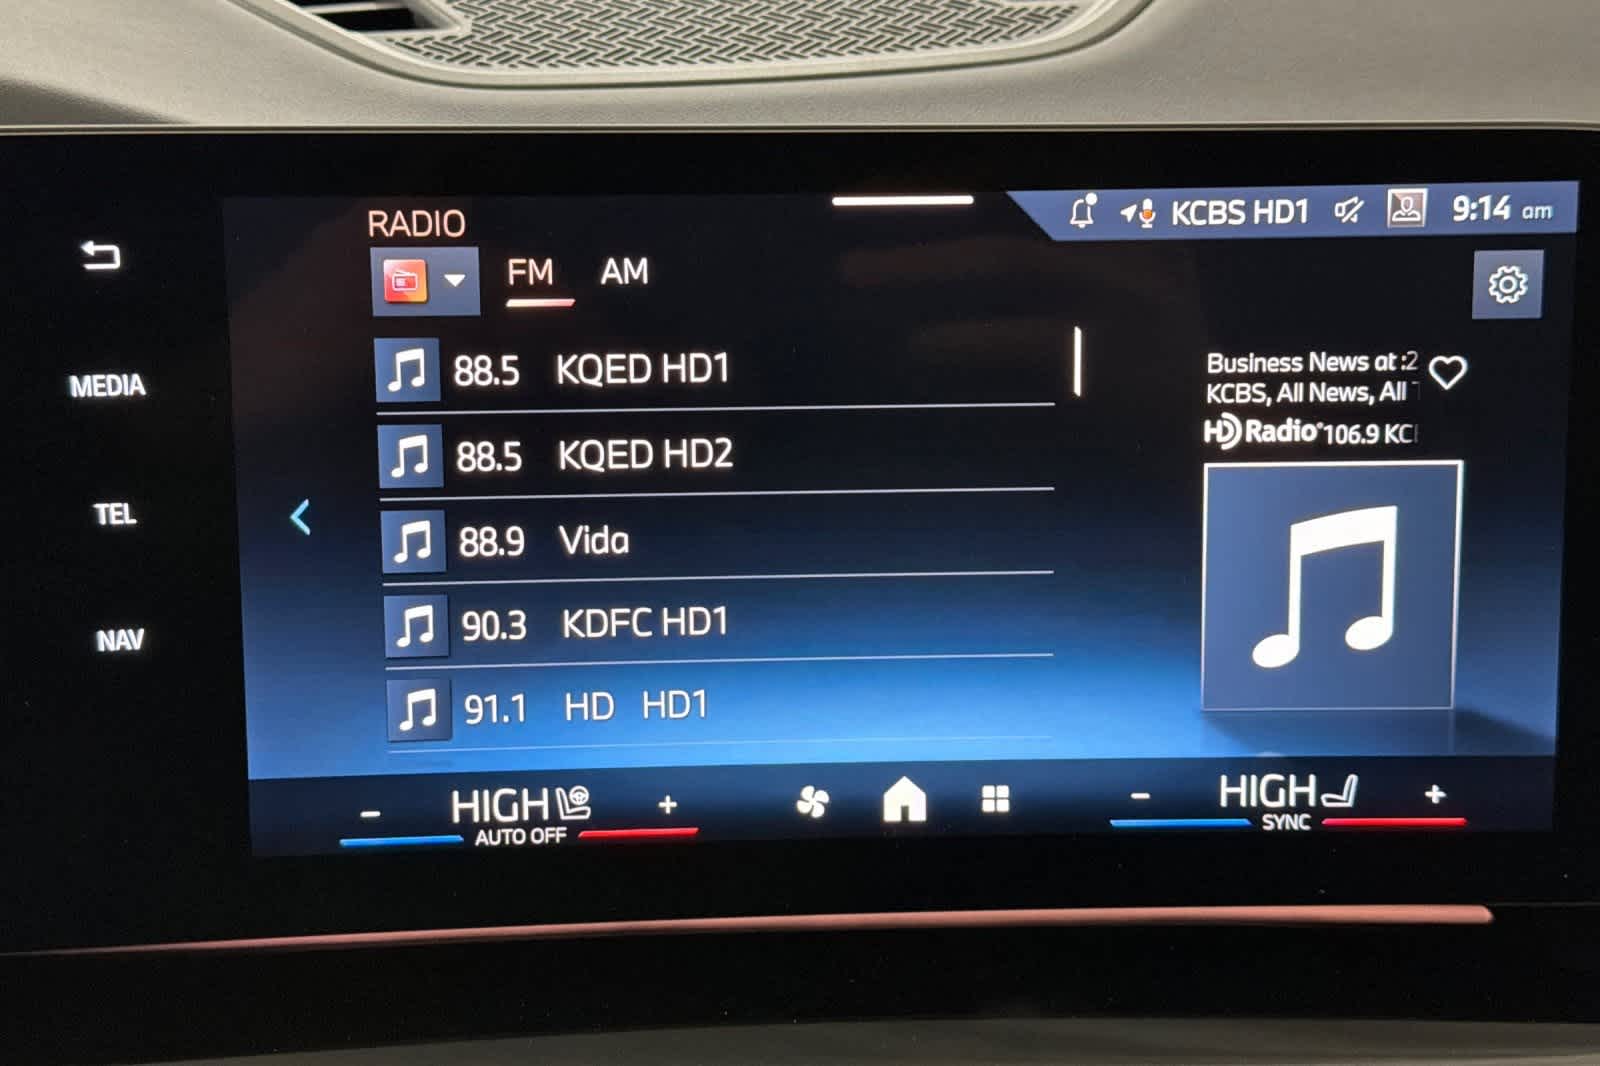 KCBS HD1 9:14 am
RADIO
FM AM
MEDIA
TEL
NAV
88.5 KQED HD1
88.5 KQED HD2
88.9 Vida
90.3 KDFC HD1
91.1 HD HD1
Business News at :2
KCBS, All News, All
HD Radio 106.9 KC
HIGH
AUTO OFF
HIGH
SYNC